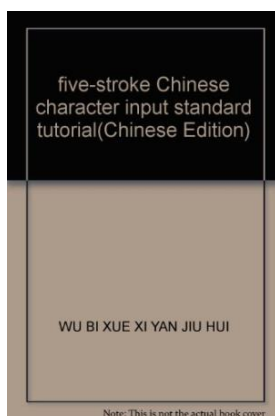 five-stroke Chinese
character input standard
tutorial(Chinese Edition)
WU BI XUE XI YAN JIU HUI
Note: This is not the actual book cover